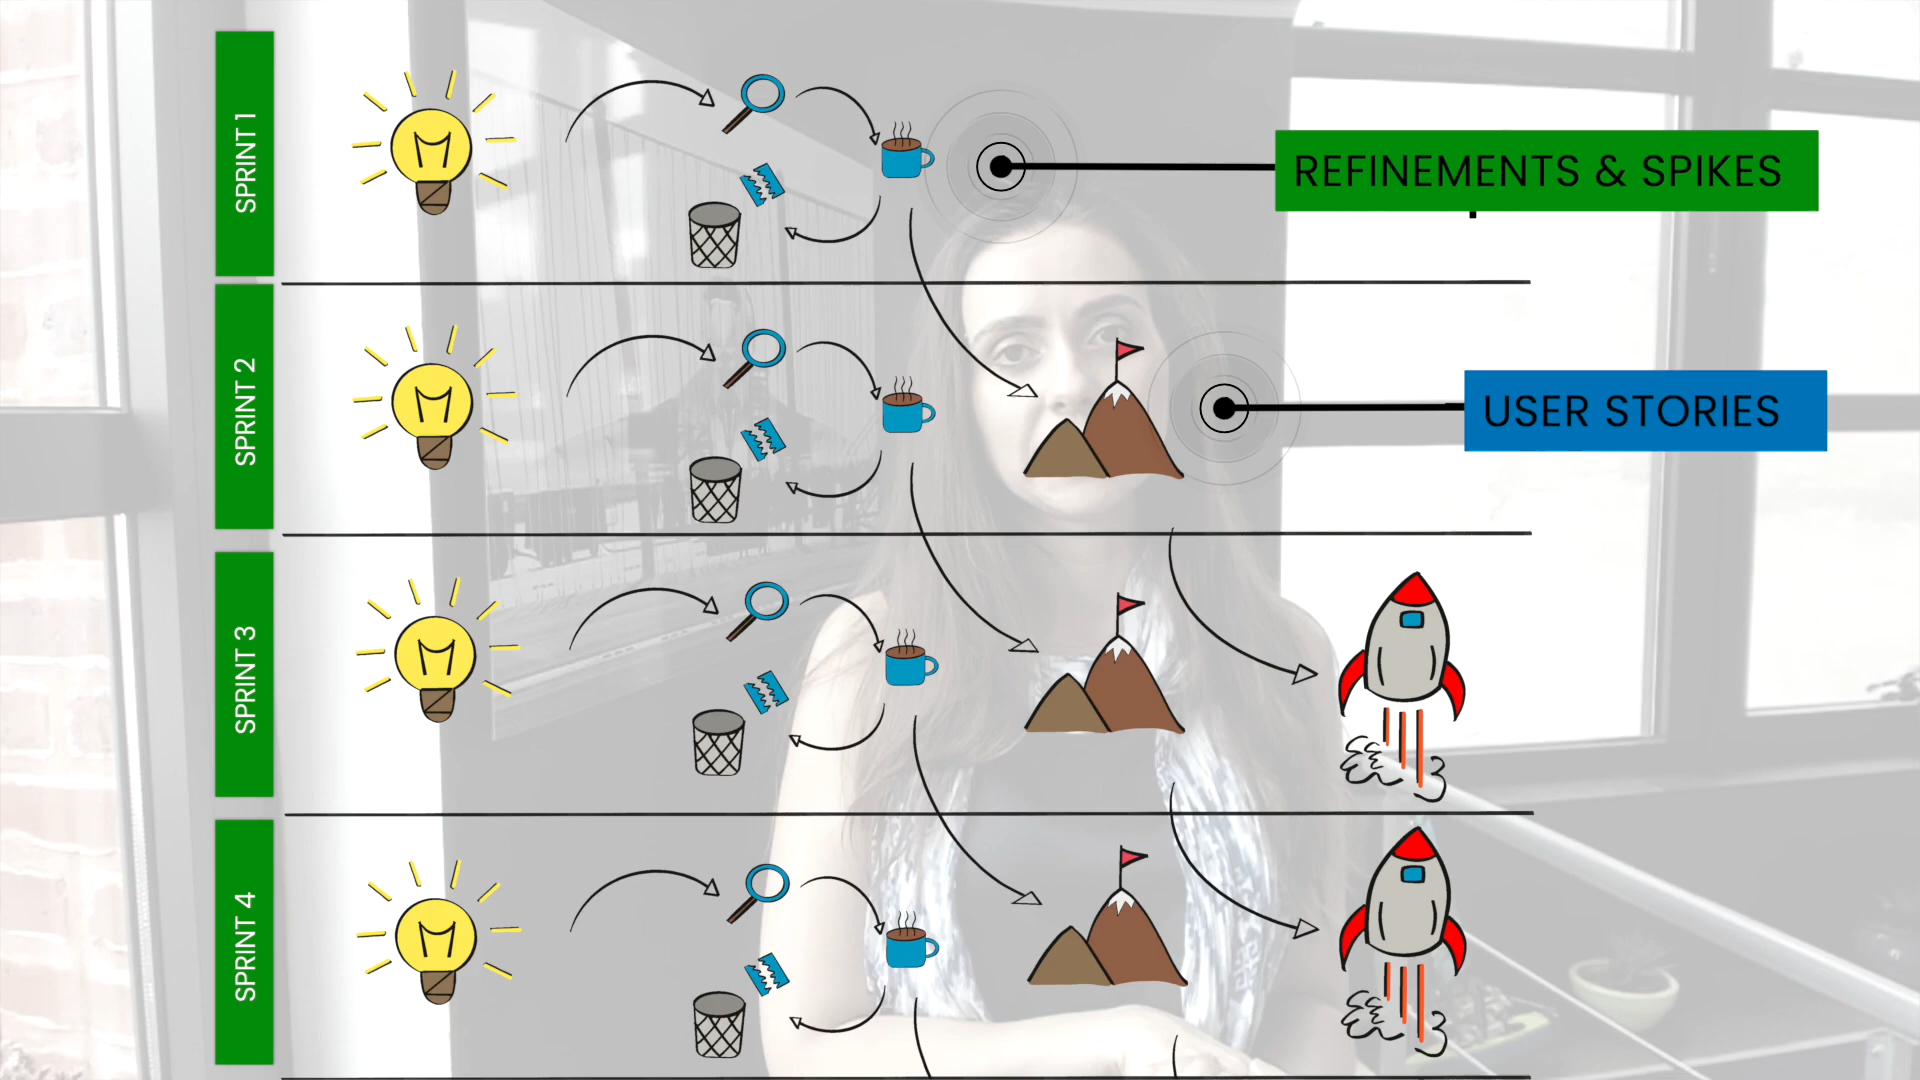 SPRINT 1
REFINEMENTS & SPIKES
SPRINT 2
USER STORIES
SPRINT 3
SPRINT 4